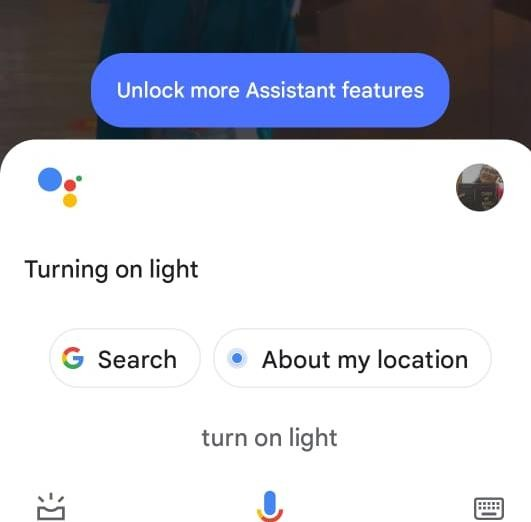 Unlock more Assistant features
Turning on light
Search
About my location
turn on light